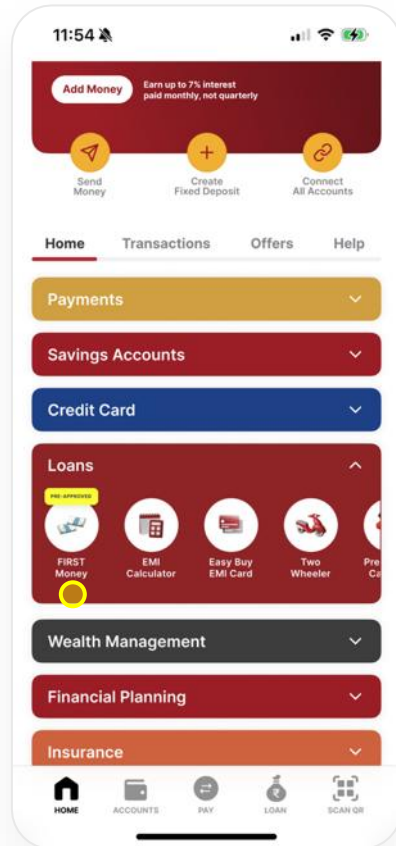 11:54
Add Money
Earn up to 7% interest
paid monthly, not quarterly
Send
Money
Create
Fixed Deposit
Connect
All Accounts
Home Transactions Offers Help
Payments
Savings Accounts
Credit Card
Loans
PRE-APPROVED
FIRST
Money
EMI
Calculator
Easy Buy
EMI Card
Two
Wheeler
Pre
Ca
Wealth Management
Financial Planning
Insurance
HOME ACCOUNTS PAY LOAN SCAN QR